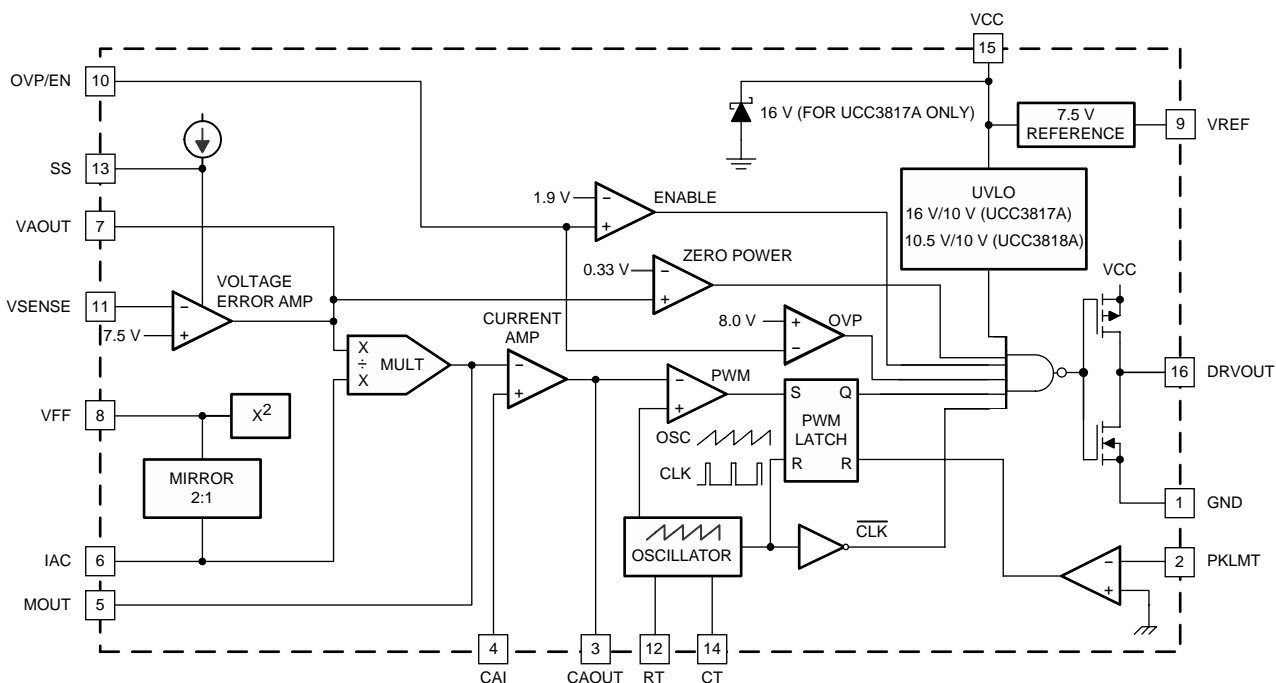 VCC
15
OVP/EN
10
16 V (FOR UCC3817A ONLY)
7.5 V
REFERENCE
9
VREF
SS
13
1.9 V
−
+
ENABLE
UVLO
16 V/10 V (UCC3817A)
10.5 V/10 V (UCC3818A)
VAOUT
7
ZERO POWER
0.33 V
−
+
VCC
VSENSE
11
VOLTAGE
ERROR AMP
−
+
7.5 V
8.0 V
+
−
OVP
CURRENT
AMP
X
÷
X
MULT
−
+
−
+
PWM
16
DRVOUT
S
Q
PWM
LATCH
R
R
VFF
8
X2
OSC
CLK
MIRROR
2:1
1
GND
OSCILLATOR
CLK
IAC
6
2
PKLMT
−
+
MOUT
5
4
3
12
14
CAI
CAOUT
RT
CT